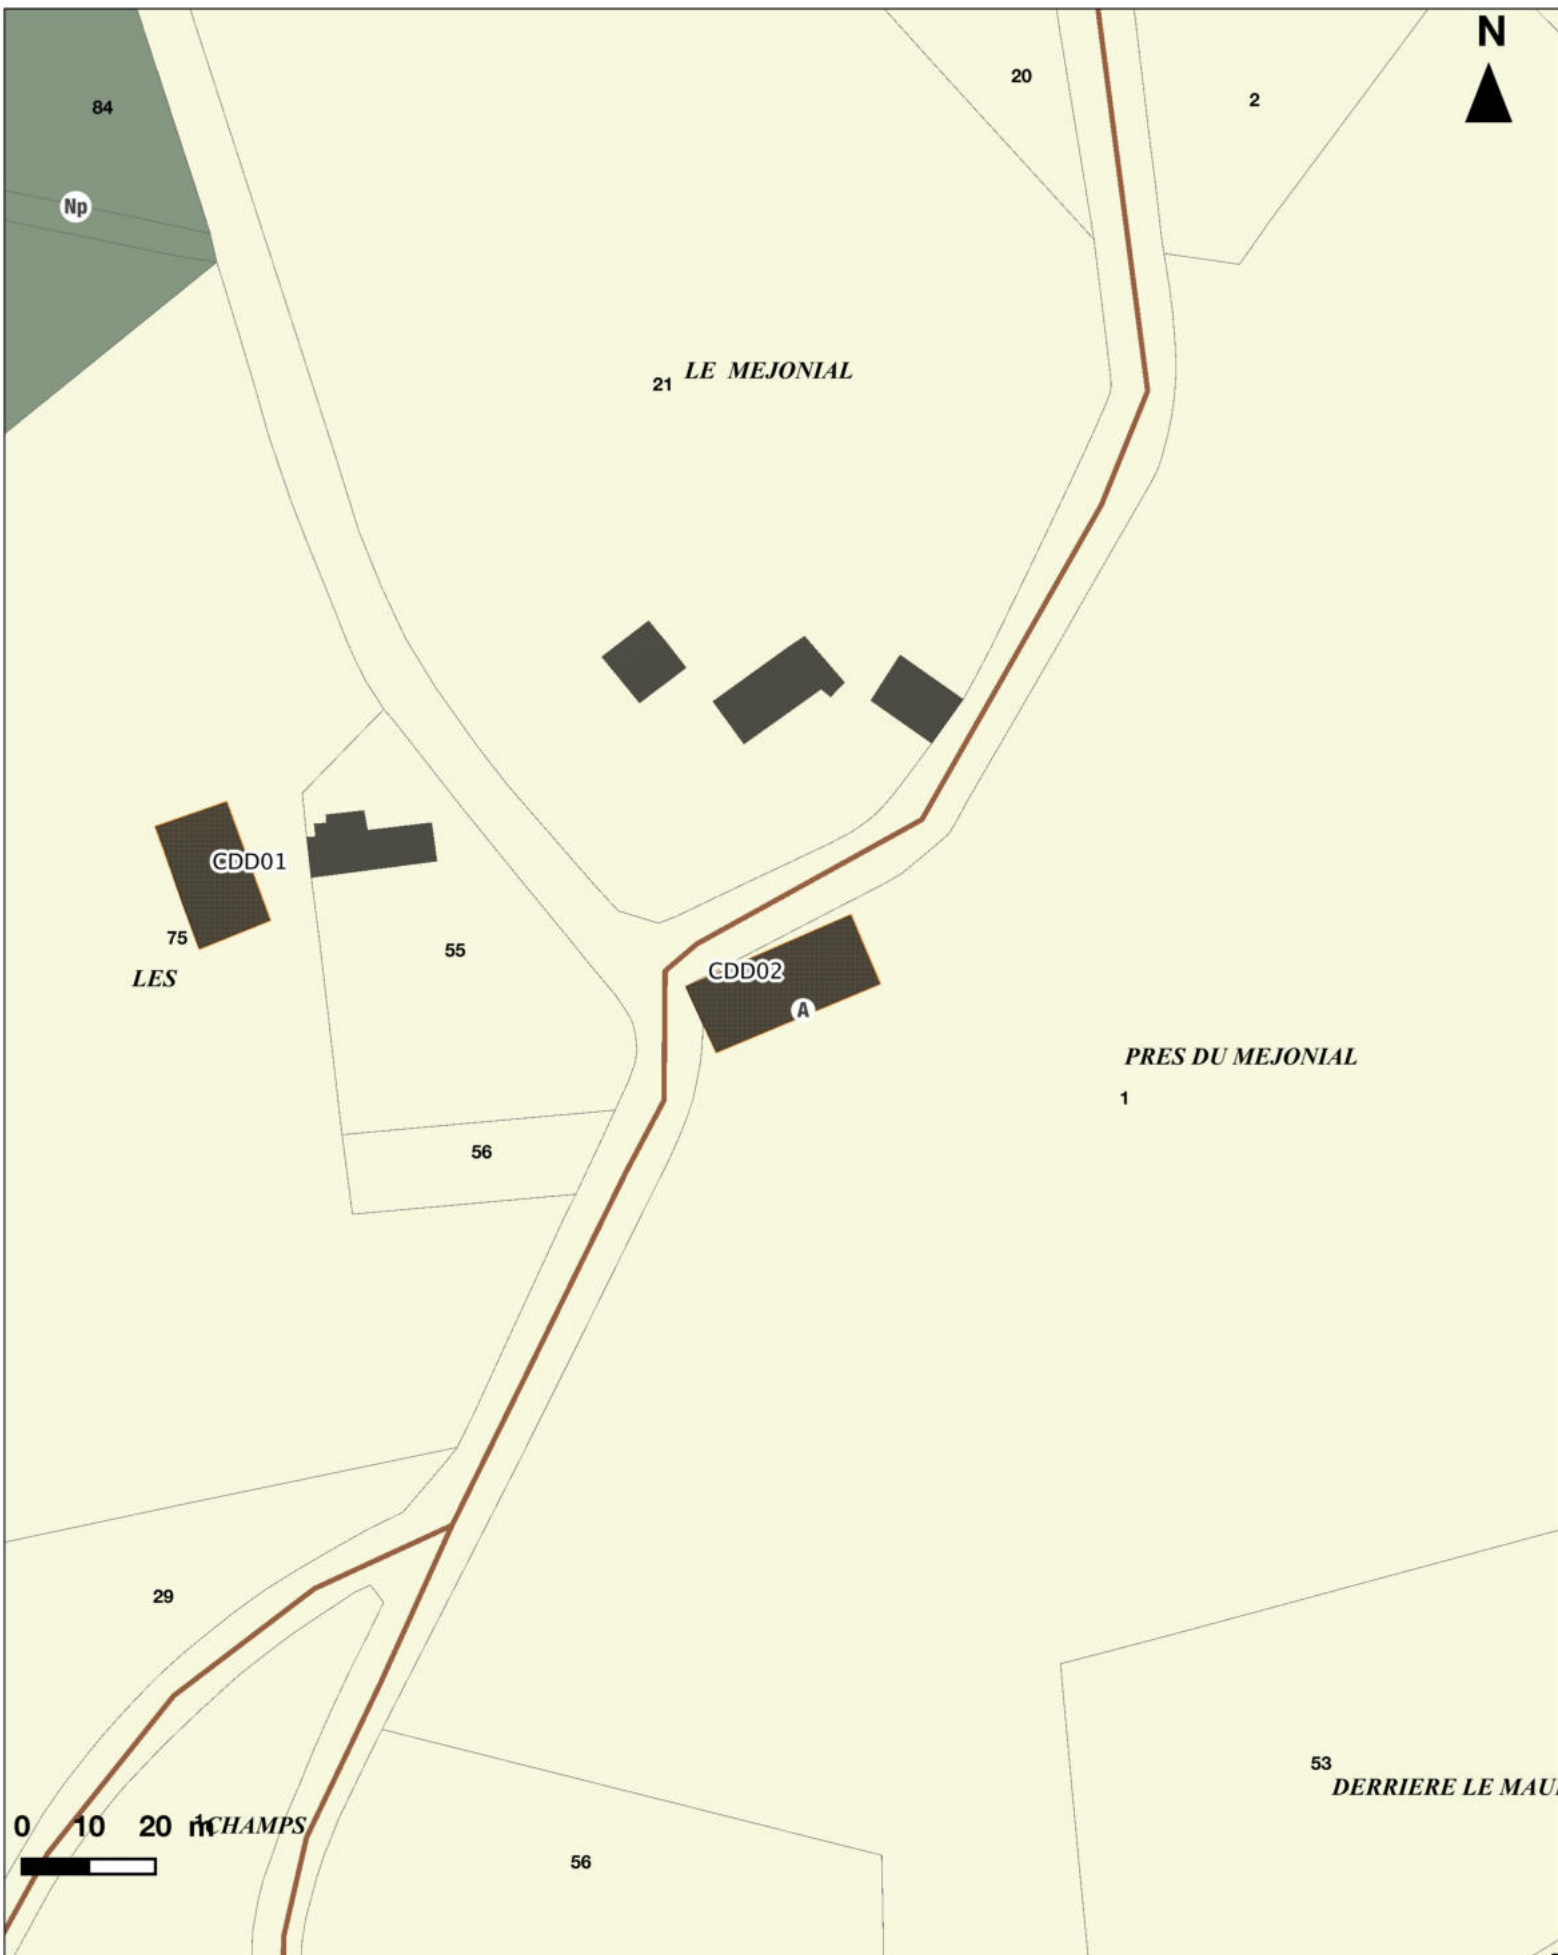 N
20
2
84
Np
21 LE MEJONIAL
CDD01
75
55
LES
CDD02
A
PRES DU MEJONIAL
1
56
29
53
DERRIERE LE MAU
0 10 20 m
CHAMPS
56